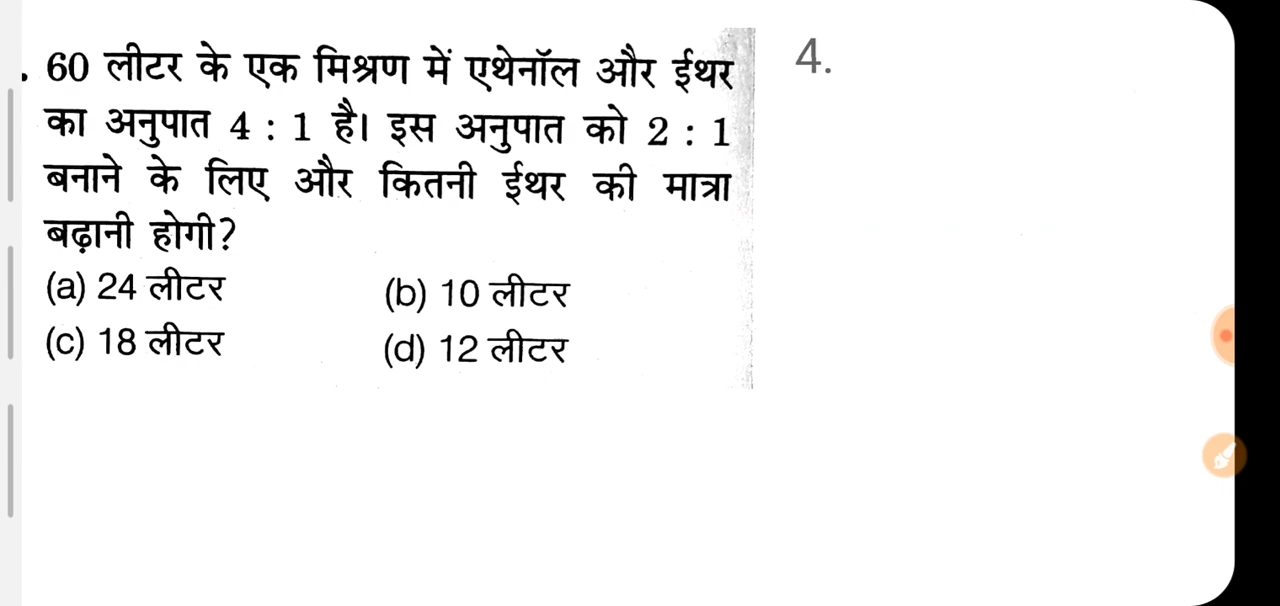 60 लीटर के एक मिश्रण में एथेनॉल और ईथर
का अनुपात 4 : 1 है। इस अनुपात को 2 : 1
बनाने के लिए और कितनी ईथर की मात्रा
बढ़ानी होगी?
(a) 24 लीटर (b) 10 लीटर
(c) 18 लीटर (d) 12 लीटर
4.